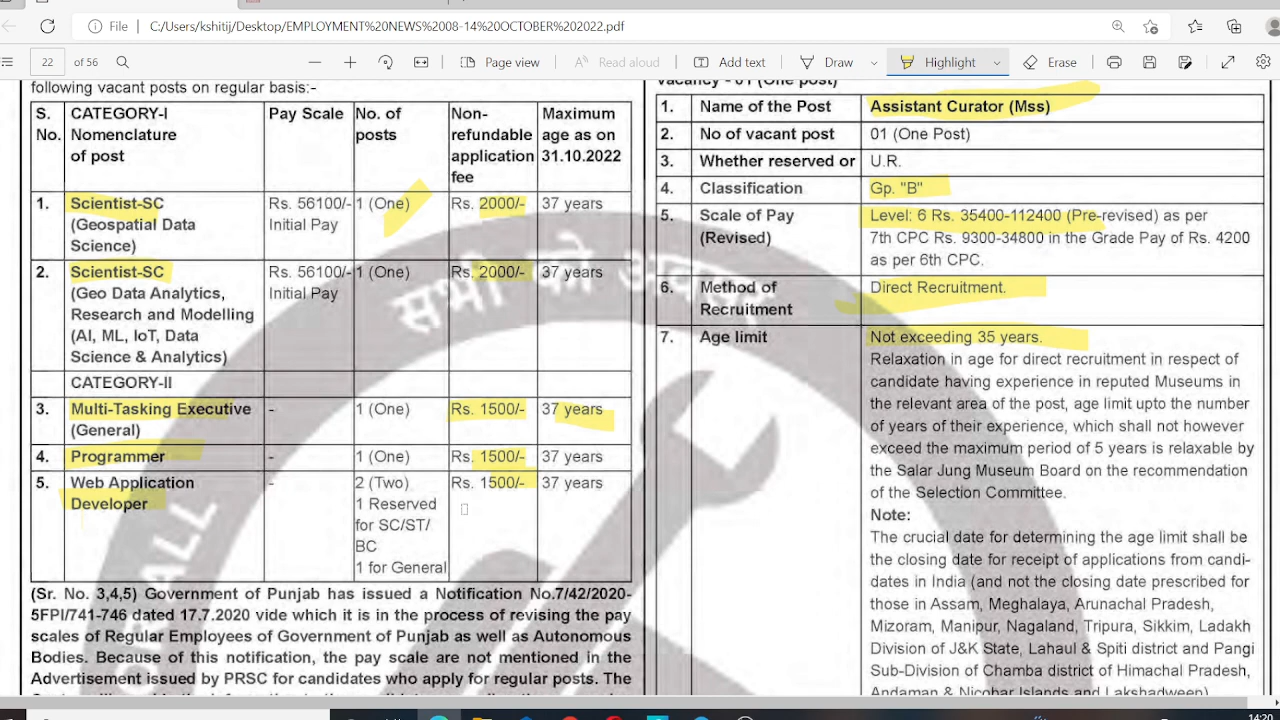 File C:/Users/kshitij/Desktop/EMPLOYMENT%20NEWS%2008-14%20OCTOBER%202022.pdf
22 of 56 Page view Read aloud Add text Draw Highlight Erase
following vacant posts on regular basis:-
S. No. CATEGORY-I Nomenclature of post Pay Scale No. of posts Non-refundable application fee Maximum age as on 31.10.2022
1. Scientist-SC Rs. 56100/- 1 (One) Rs. 2000/- 37 years
(Geospatial Data Initial Pay
Science)
2. Scientist-SC Rs. 56100/- 1 (One) Rs. 2000/- 37 years
(Geo Data Analytics, Initial Pay
Research and Modelling
(AI, ML, IoT, Data
Science & Analytics)
CATEGORY-II
3. Multi-Tasking Executive - 1 (One) Rs. 1500/- 37 years
(General)
4. Programmer - 1 (One) Rs. 1500/- 37 years
5. Web Application - 2 (Two) Rs. 1500/- 37 years
Developer 1 Reserved
for SC/ST/
BC
1 for General
(Sr. No. 3,4,5) Government of Punjab has issued a Notification No.7/42/2020-
5FPI/741-746 dated 17.7.2020 vide which it is in the process of revising the pay
scales of Regular Employees of Government of Punjab as well as Autonomous
Bodies. Because of this notification, the pay scale are not mentioned in the
Advertisement issued by PRSC for candidates who apply for regular posts. The
Vacancy - 01 (One post)
1. Name of the Post Assistant Curator (Mss)
2. No of vacant post 01 (One Post)
3. Whether reserved or U.R.
4. Classification Gp. "B"
5. Scale of Pay Level: 6 Rs. 35400-112400 (Pre-revised) as per
(Revised) 7th CPC Rs. 9300-34800 in the Grade Pay of Rs. 4200
as per 6th CPC.
6. Method of Direct Recruitment.
Recruitment
7. Age limit Not exceeding 35 years.
Relaxation in age for direct recruitment in respect of
candidate having experience in reputed Museums in
the relevant area of the post, age limit upto the number
of years of their experience, which shall not however
exceed the maximum period of 5 years is relaxable by
the Salar Jung Museum Board on the recommendation
of the Selection Committee.
Note:
The crucial date for determining the age limit shall be
the closing date for receipt of applications from candi-
dates in India (and not the closing date prescribed for
those in Assam, Meghalaya, Arunachal Pradesh,
Mizoram, Manipur, Nagaland, Tripura, Sikkim, Ladakh
Division of J&K State, Lahaul & Spiti district and Pangi
Sub-Division of Chamba district of Himachal Pradesh,
Andaman & Nicobar Islands and Lakshadweep)
सभी को
14:20